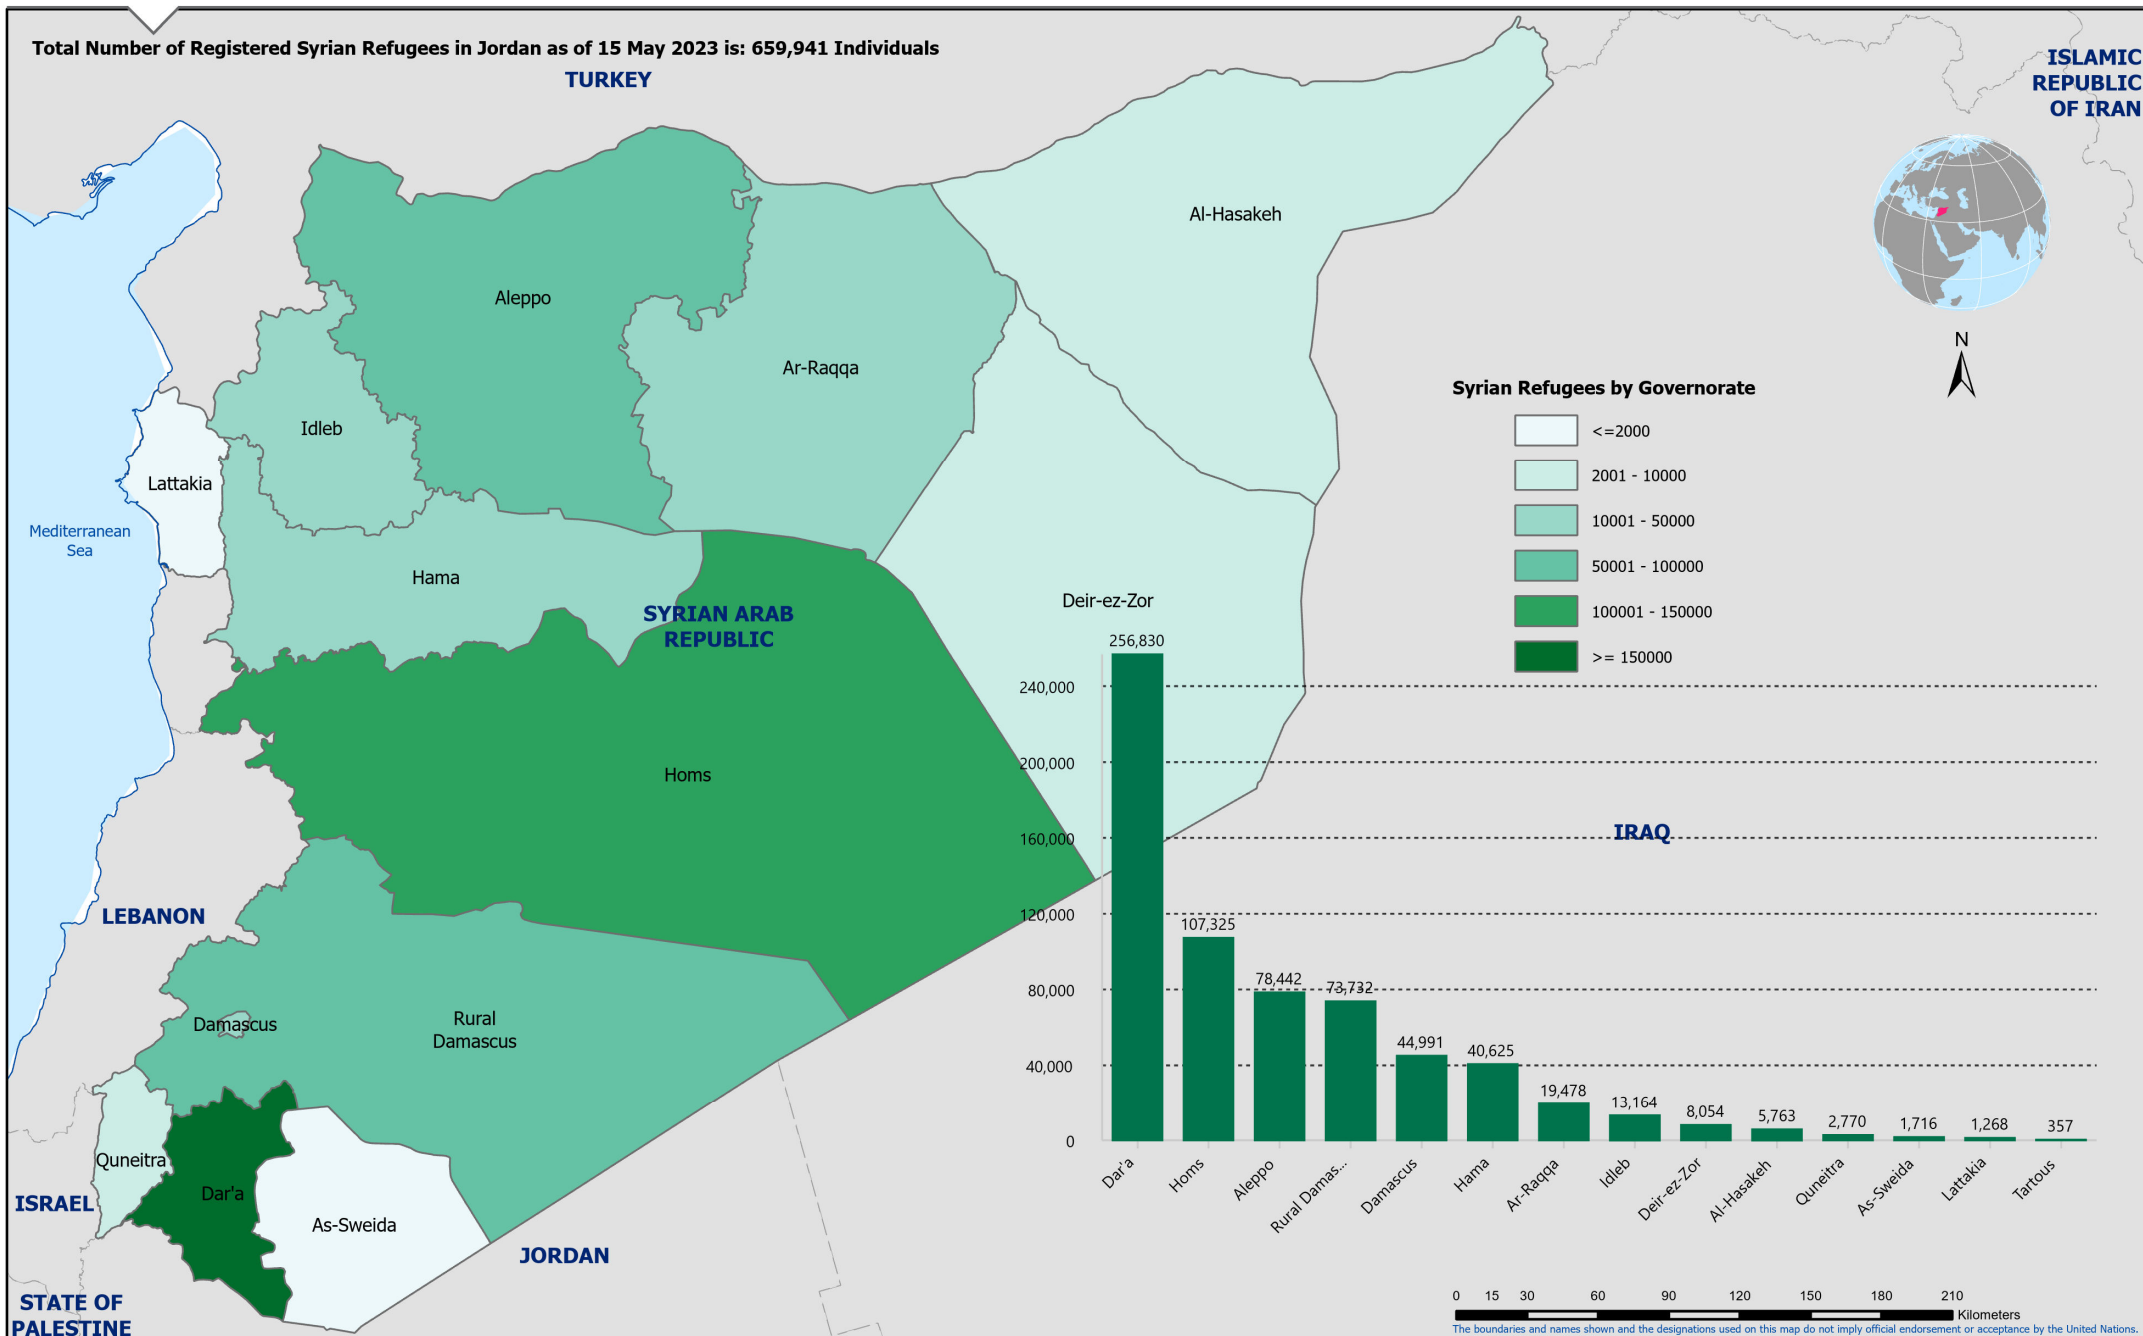 Total Number of Registered Syrian Refugees in Jordan as of 15 May 2023 is: 659,941 Individuals
TURKEY
ISLAMIC
REPUBLIC
OF IRAN
Al-Hasakeh
Aleppo
Ar-Raqqa
Idleb
Lattakia
Mediterranean
Sea
Hama
SYRIAN ARAB
REPUBLIC
Deir-ez-Zor
Homs
LEBANON
Damascus
Rural
Damascus
Quneitra
Dar'a
As-Sweida
ISRAEL
JORDAN
STATE OF
PALESTINE
IRAQ
N
Syrian Refugees by Governorate
<=2000
2001 - 10000
10001 - 50000
50001 - 100000
100001 - 150000
>= 150000
240,000
200,000
160,000
120,000
80,000
40,000
0
256,830
107,325
78,442
73,732
44,991
40,625
19,478
13,164
8,054
5,763
2,770
1,716
1,268
357
Dar'a
Homs
Aleppo
Rural Damas...
Damascus
Hama
Ar-Raqqa
Idleb
Deir-ez-Zor
Al-Hasakeh
Quneitra
As-Sweida
Lattakia
Tartous
0 15 30 60 90 120 150 180 210
Kilometers
The boundaries and names shown and the designations used on this map do not imply official endorsement or acceptance by the United Nations.